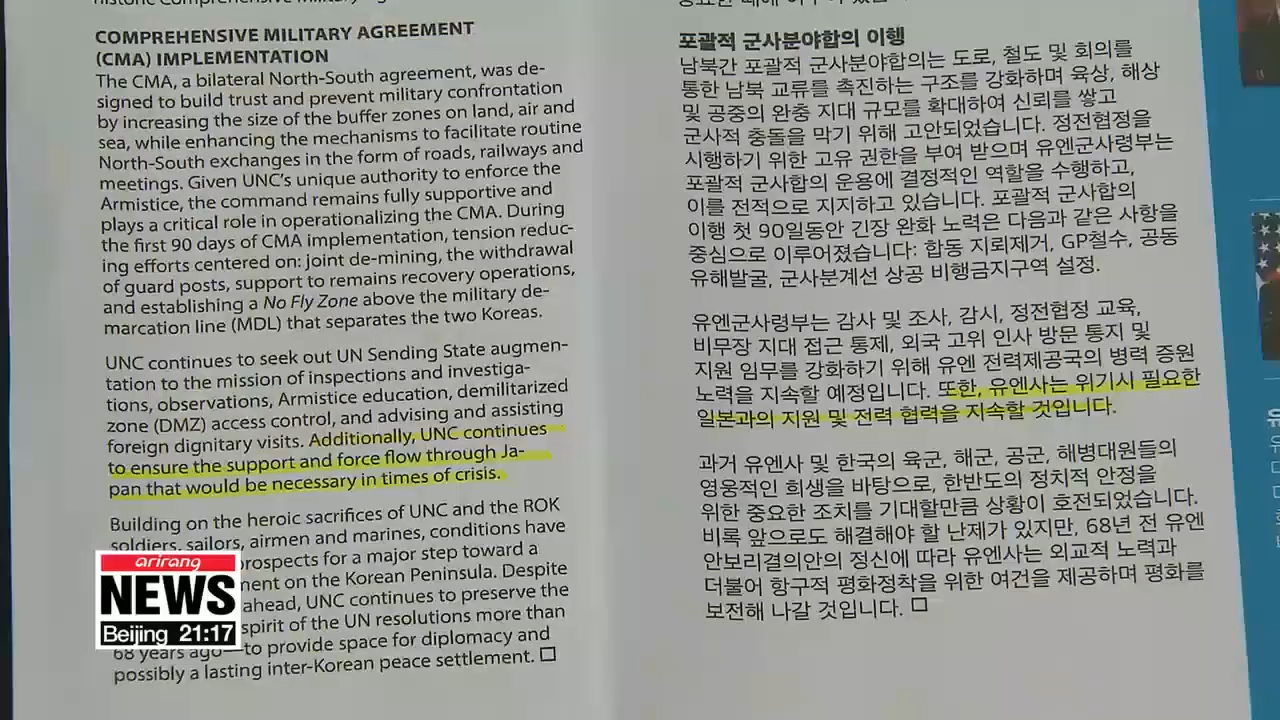 COMPREHENSIVE MILITARY AGREEMENT
(CMA) IMPLEMENTATION
The CMA, a bilateral North-South agreement, was de-
signed to build trust and prevent military confrontation
by increasing the size of the buffer zones on land, air and
sea, while enhancing the mechanisms to facilitate routine
North-South exchanges in the form of roads, railways and
meetings. Given UNC's unique authority to enforce the
Armistice, the command remains fully supportive and
plays a critical role in operationalizing the CMA. During
the first 90 days of CMA implementation, tension reduc-
ing efforts centered on: joint de-mining, the withdrawal
of guard posts, support to remains recovery operations,
and establishing a No Fly Zone above the military de-
marcation line (MDL) that separates the two Koreas.
UNC continues to seek out UN Sending State augmen-
tation to the mission of inspections and investiga-
tions, observations, Armistice education, demilitarized
zone (DMZ) access control, and advising and assisting
foreign dignitary visits. Additionally, UNC continues
to ensure the support and force flow through Ja-
pan that would be necessary in times of crisis.
Building on the heroic sacrifices of UNC and the ROK
soldiers, sailors, airmen and marines, conditions have
prospects for a major step toward a
ment on the Korean Peninsula. Despite
ahead, UNC continues to preserve the
spirit of the UN resolutions more than
68 years ago—to provide space for diplomacy and
possibly a lasting inter-Korean peace settlement. □
포괄적 군사분야합의 이행
남북간 포괄적 군사분야합의는 도로, 철도 및 회의를
통한 남북 교류를 촉진하는 구조를 강화하며 육상, 해상
및 공중의 완충 지대 규모를 확대하여 신뢰를 쌓고
군사적 충돌을 막기 위해 고안되었습니다. 정전협정을
시행하기 위한 고유 권한을 부여 받으며 유엔군사령부는
포괄적 군사합의 운용에 결정적인 역할을 수행하고,
이를 전적으로 지지하고 있습니다. 포괄적 군사합의
이행 첫 90일동안 긴장 완화 노력은 다음과 같은 사항을
중심으로 이루어졌습니다: 합동 지뢰제거, GP철수, 공동
유해발굴, 군사분계선 상공 비행금지구역 설정.
유엔군사령부는 감사 및 조사, 감시, 정전협정 교육,
비무장 지대 접근 통제, 외국 고위 인사 방문 통지 및
지원 임무를 강화하기 위해 유엔 전력제공국의 병력 증원
노력을 지속할 예정입니다. 또한, 유엔사는 위기시 필요한
일본과의 지원 및 전력 협력을 지속할 것입니다.
과거 유엔사 및 한국의 육군, 해군, 공군, 해병대원들의
영웅적인 희생을 바탕으로, 한반도의 정치적 안정을
위한 중요한 조치를 기대할만큼 상황이 호전되었습니다.
비록 앞으로도 해결해야 할 난제가 있지만, 68년 전 유엔
안보리결의안의 정신에 따라 유엔사는 외교적 노력과
더불어 항구적 평화정착을 위한 여건을 제공하며 평화를
보전해 나갈 것입니다. □
arirang
NEWS
Beijing 21:17